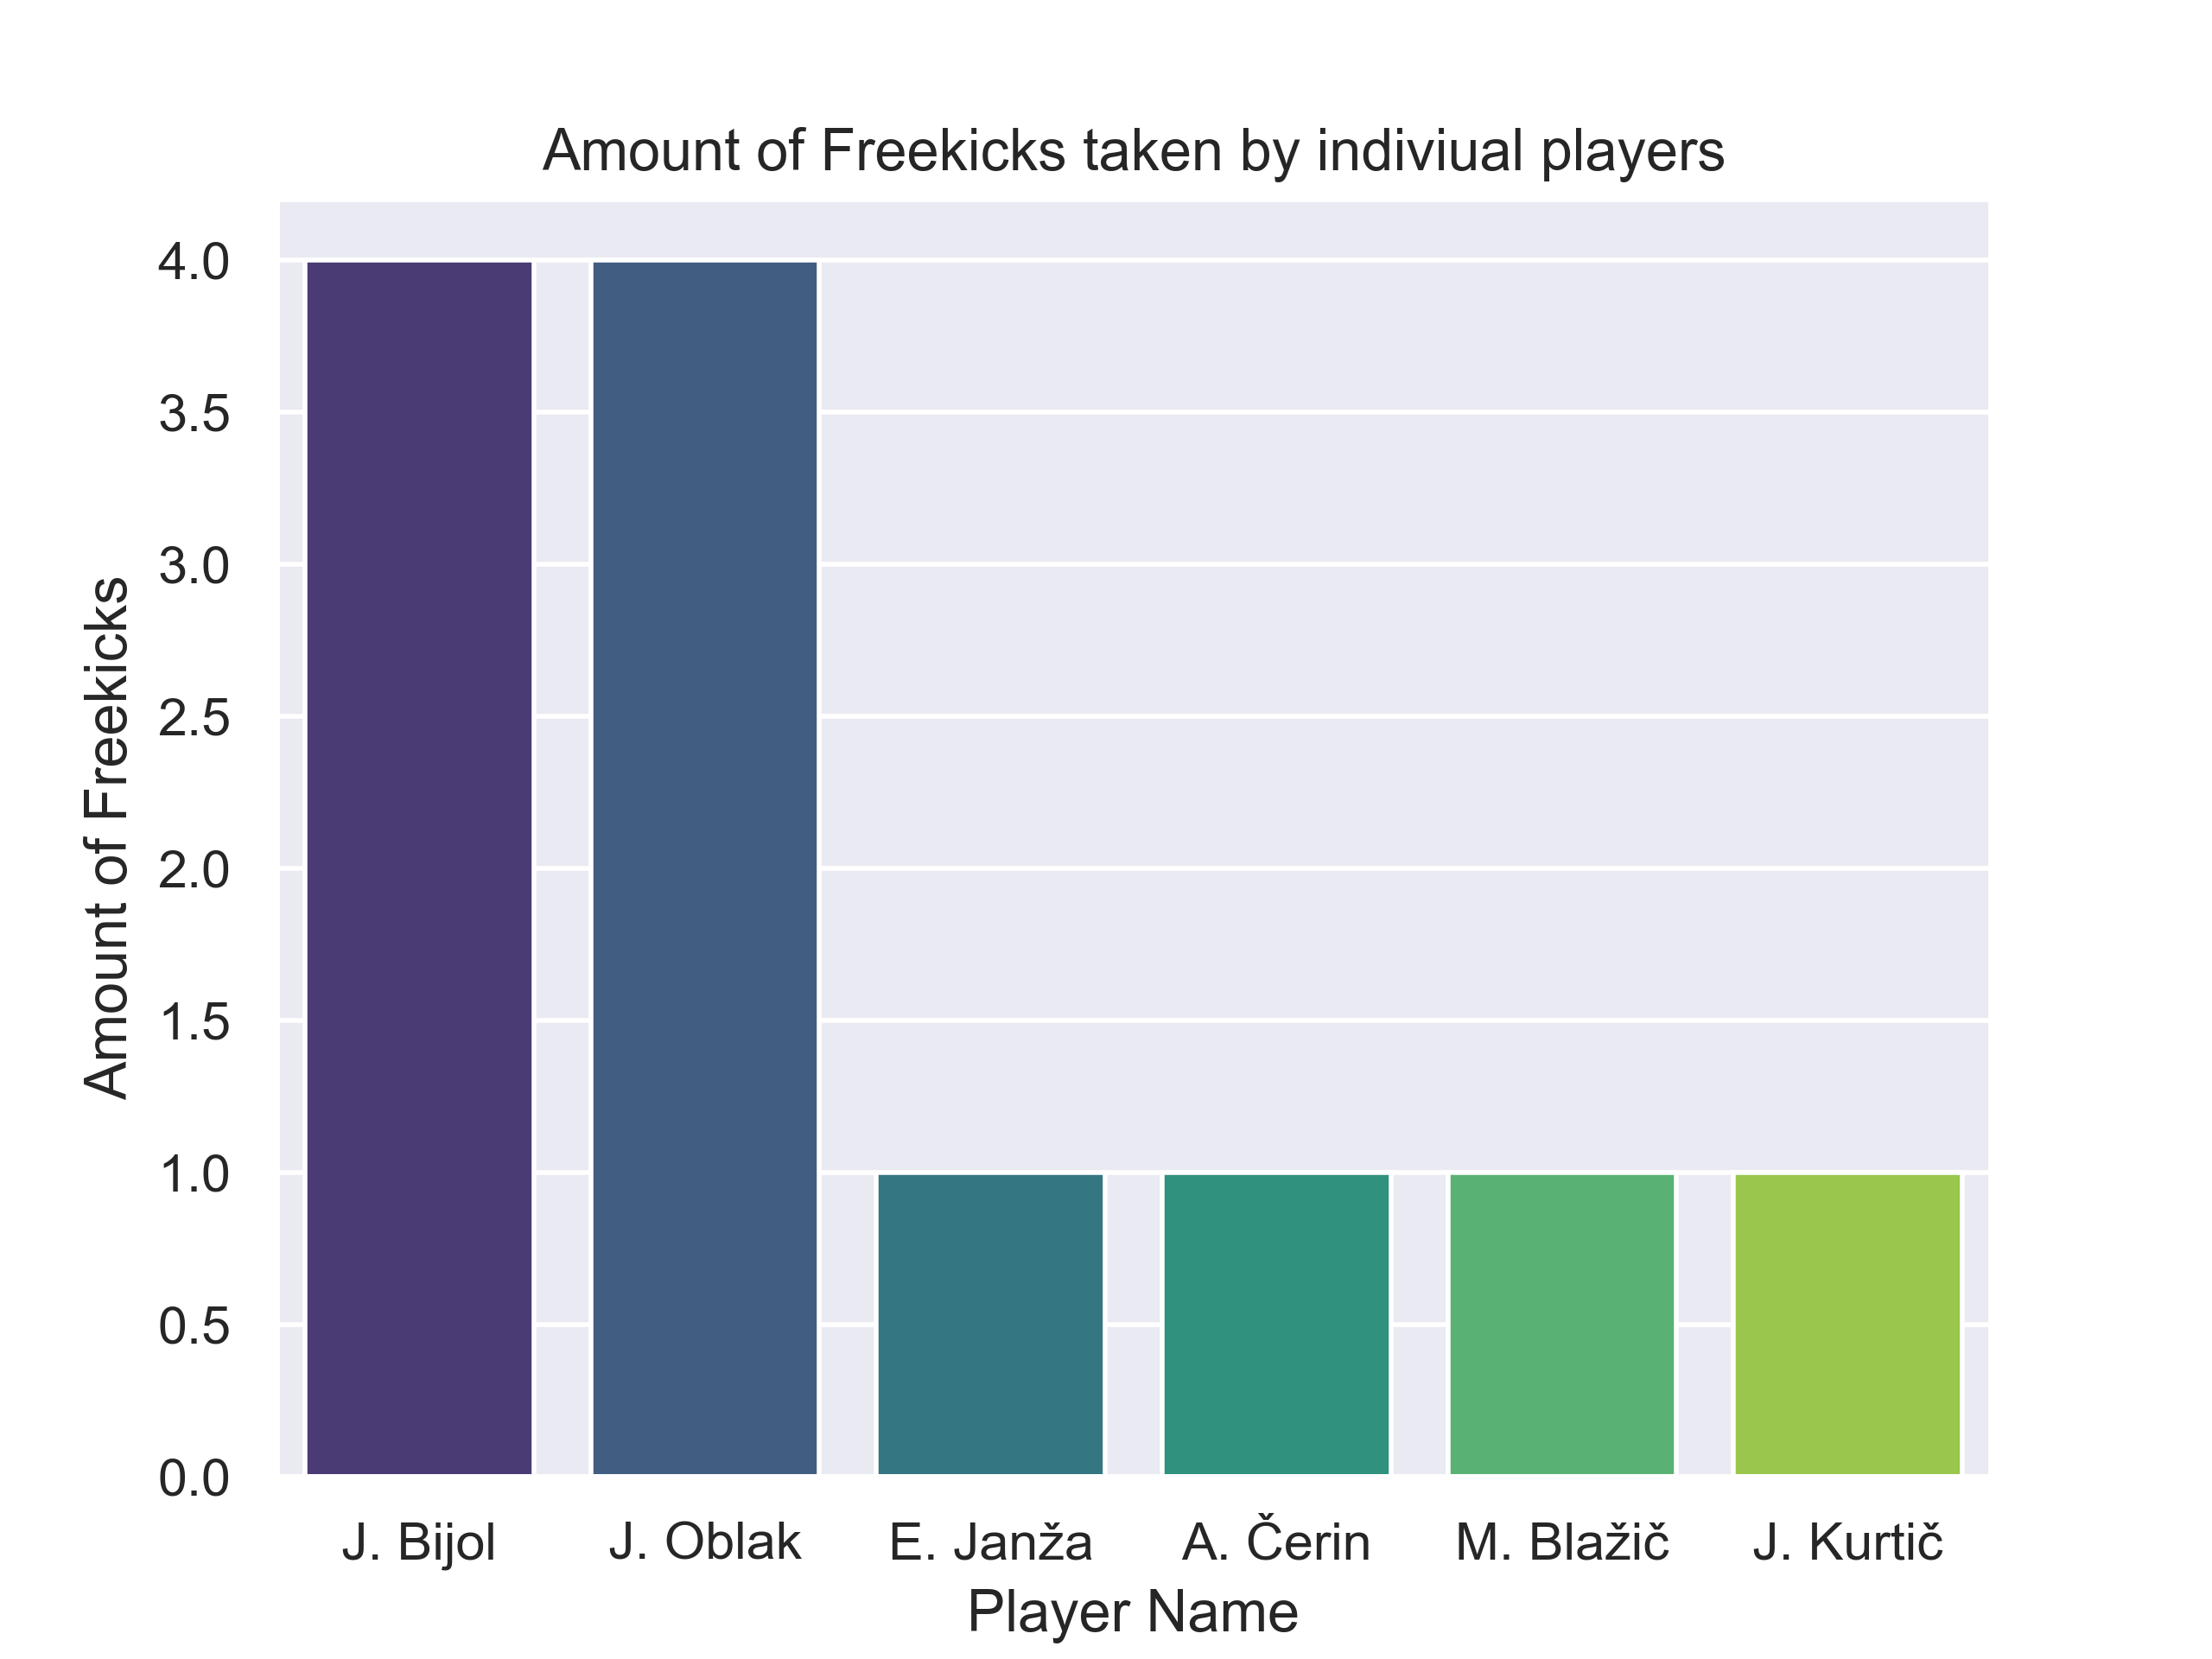 Amount of Freekicks taken by indiviual players
Amount of Freekicks
4.0
3.5
3.0
2.5
2.0
1.5
1.0
0.5
0.0
J. Bijol J. Oblak E. Janža A. Čerin M. Blažič J. Kurtič
Player Name